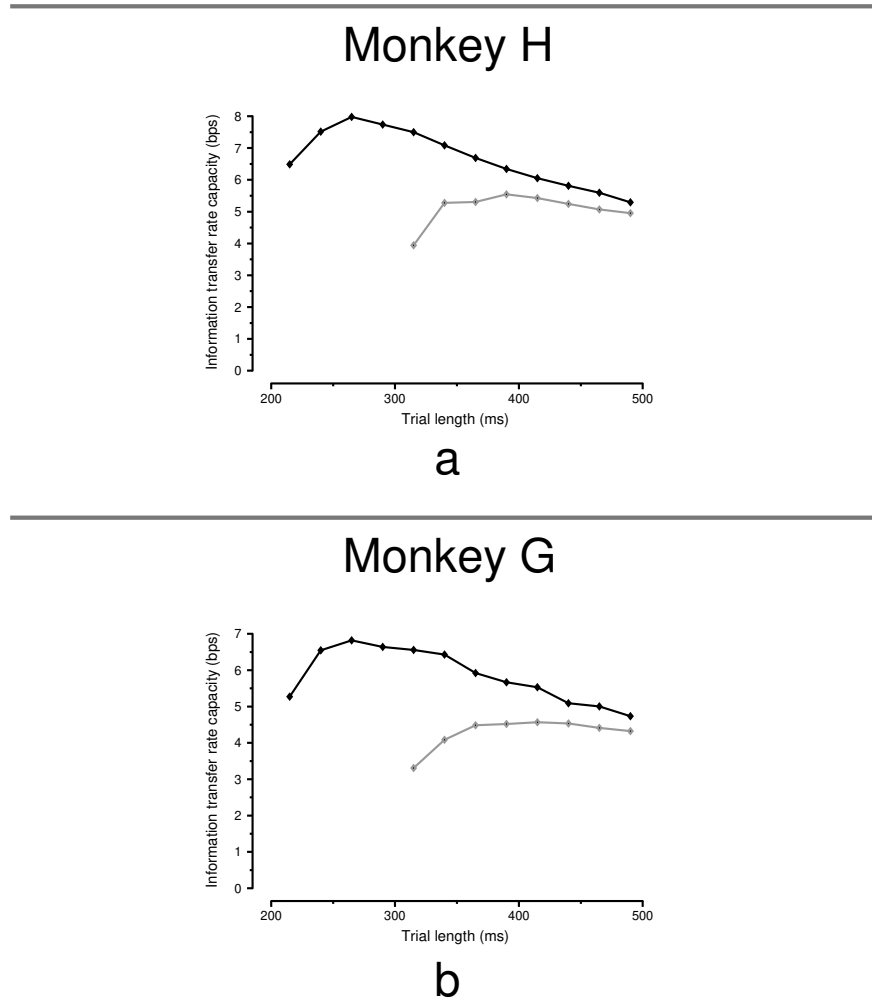 Monkey H
Information transfer rate capacity (bps)
8
7
6
5
4
3
2
1
0
200 300 400 500
Trial length (ms)
a
Monkey G
Information transfer rate capacity (bps)
7
6
5
4
3
2
1
0
200 300 400 500
Trial length (ms)
b